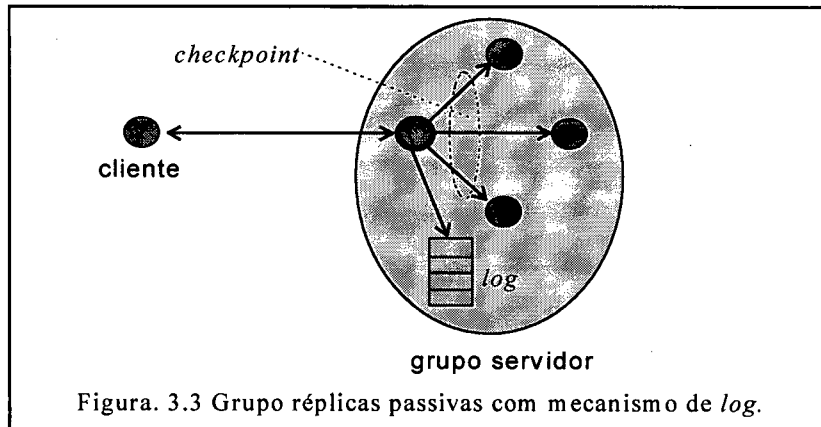 checkpoint
cliente
log
grupo servidor
Figura. 3.3 Grupo réplicas passivas com mecanismo de log.